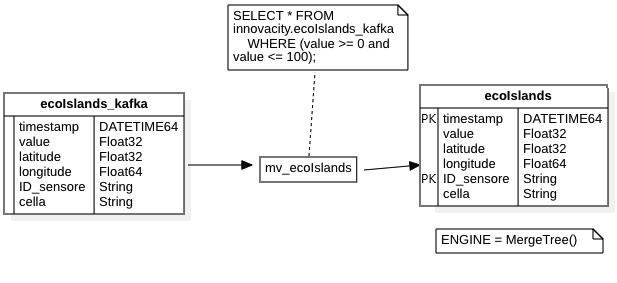 SELECT * FROM
innovacity.ecoIslands_kafka
WHERE (value >= 0 and
value <= 100);
ecoIslands_kafka
timestamp DATETIME64
value Float32
latitude Float32
longitude Float64
ID_sensore String
cella String
mv_ecoIslands
ecoIslands
PK timestamp DATETIME64
value Float32
latitude Float32
longitude Float64
PK ID_sensore String
cella String
ENGINE = MergeTree()